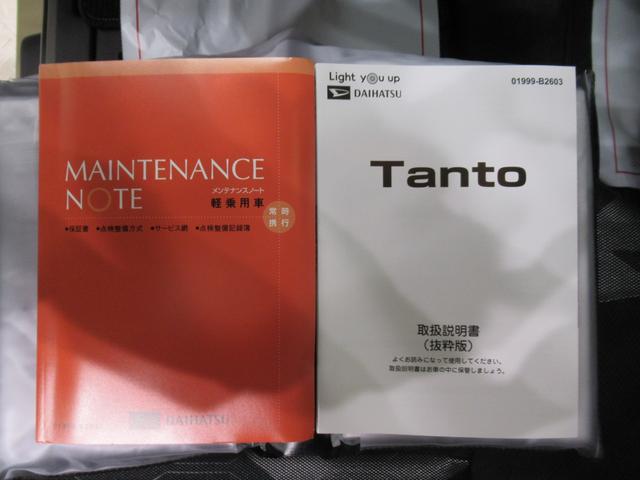 MAINTENANCE
NOTE
メンテナンスノート
軽乗用車
常時
携行
●保証書 ●点検整備方式 ●サービス網 ●点検整備記録簿
DAIHATSU
Light you up
DAIHATSU
01999-B2603
Tanto
取扱説明書
(抜粋版)
よくお読みになって使用してください。
取扱説明書はお車の中に保管しましょう。